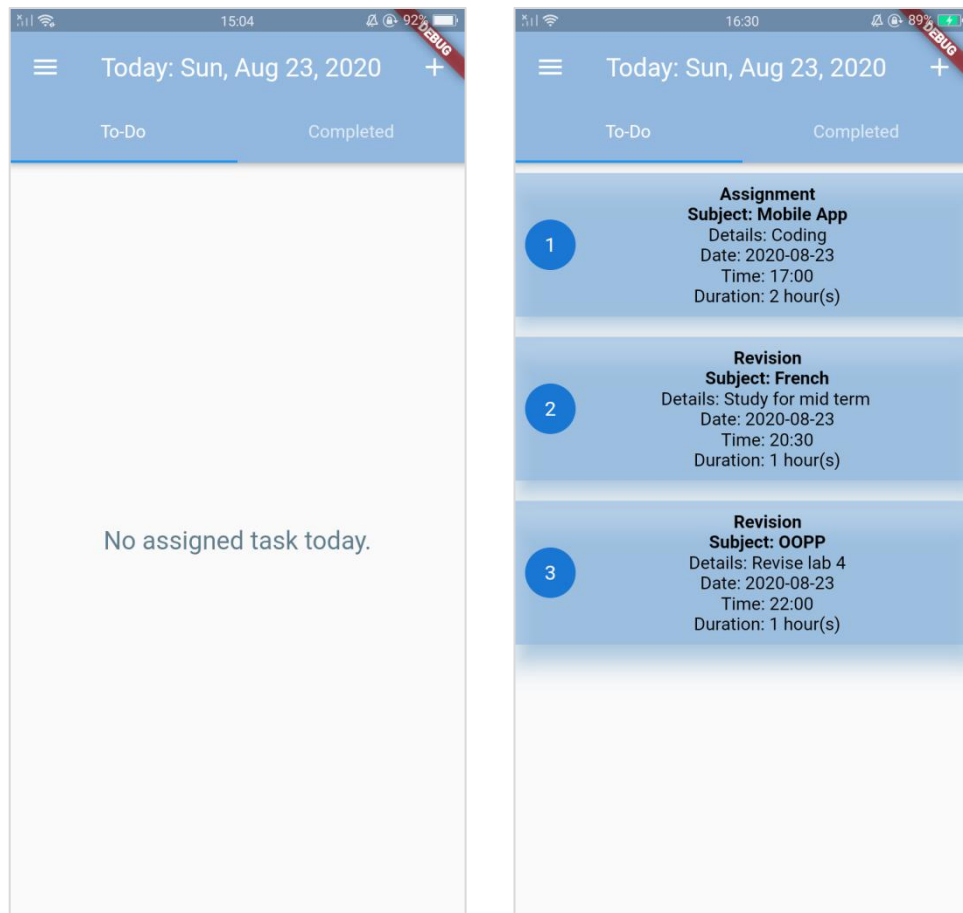 15:04
92%
DEBUG
Today: Sun, Aug 23, 2020
+
To-Do
Completed
No assigned task today.
16:30
89%
DEBUG
Today: Sun, Aug 23, 2020
+
To-Do
Completed
1
Assignment
Subject: Mobile App
Details: Coding
Date: 2020-08-23
Time: 17:00
Duration: 2 hour(s)
2
Revision
Subject: French
Details: Study for mid term
Date: 2020-08-23
Time: 20:30
Duration: 1 hour(s)
3
Revision
Subject: OOPP
Details: Revise lab 4
Date: 2020-08-23
Time: 22:00
Duration: 1 hour(s)